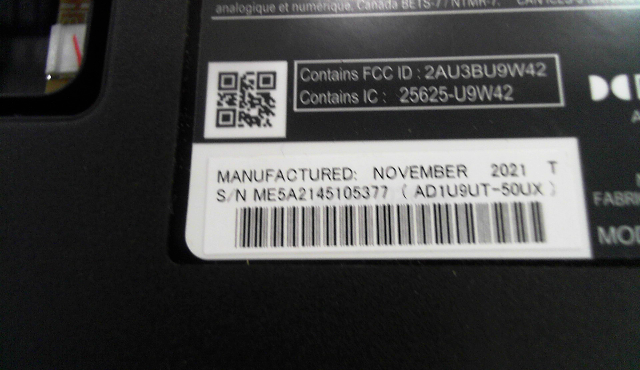 analogique et numérique, Canada BETS-7 / NTMR-7.
Contains FCC ID : 2AU3BU9W42
Contains IC : 25625-U9W42
MANUFACTURED: NOVEMBER 2021 T
S/N ME5A2145105377 ( AD1U9UT-50UX )
FABRI
MOD